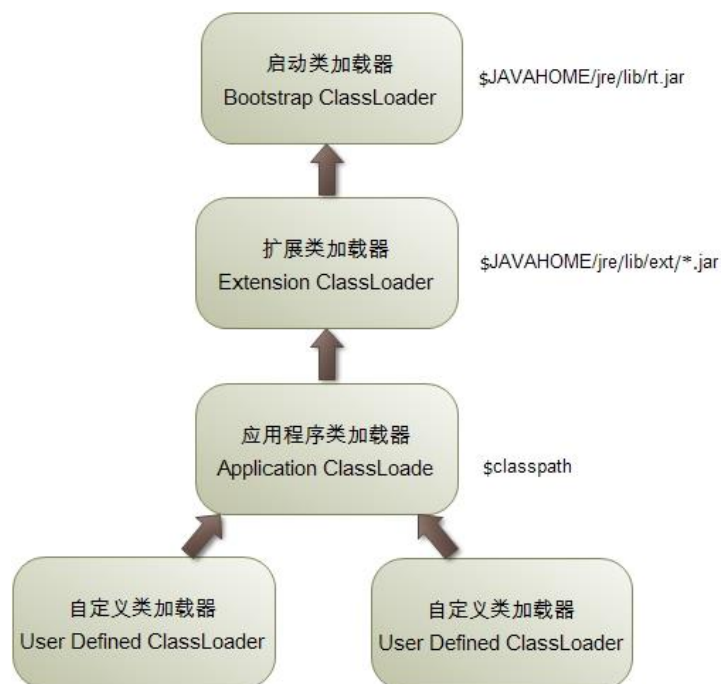 启动类加载器
Bootstrap ClassLoader
$JAVAHOME/jre/lib/rt.jar
扩展类加载器
Extension ClassLoader
$JAVAHOME/jre/lib/ext/*.jar
应用程序类加载器
Application ClassLoade
$classpath
自定义类加载器
User Defined ClassLoader
自定义类加载器
User Defined ClassLoader